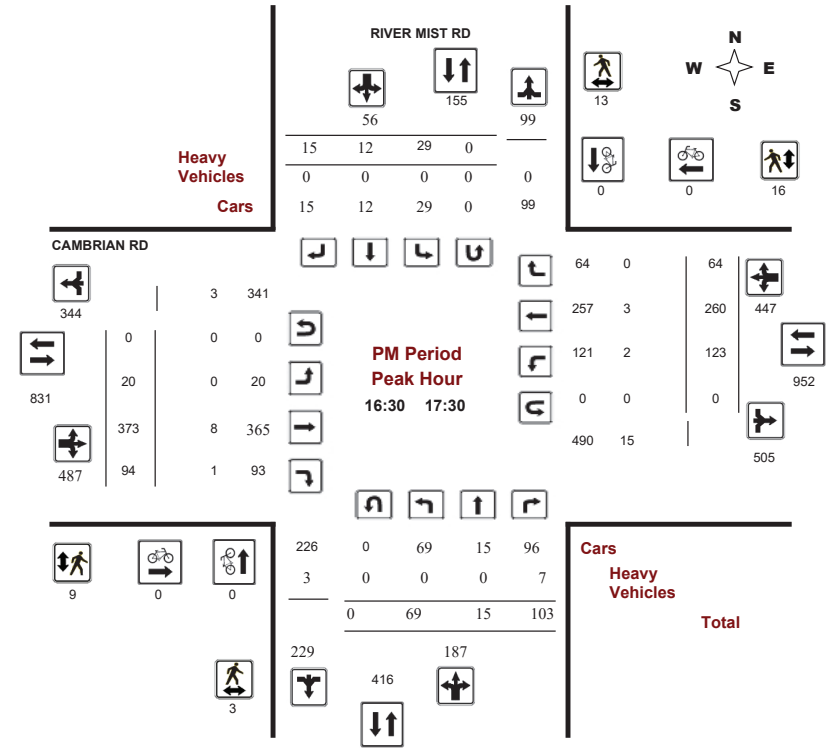 RIVER MIST RD
N
W E
S
155
13
56 99
15 12 29 0
Heavy
Vehicles
0 0 0 0 0
Cars
15 12 29 0 99
0 0 16
CAMBRIAN RD
344
3 341
64 0 64
447
0 0 0
257 3 260
831
20 0 20
PM Period
Peak Hour
16:30 17:30
121 2 123
952
373 8 365
0 0 0
487
94 1 93
490 15
505
226 0 69 15 96
Cars
3 0 0 0 7
Heavy
Vehicles
9 0 0
0 69 15 103
Total
229 187
416
3